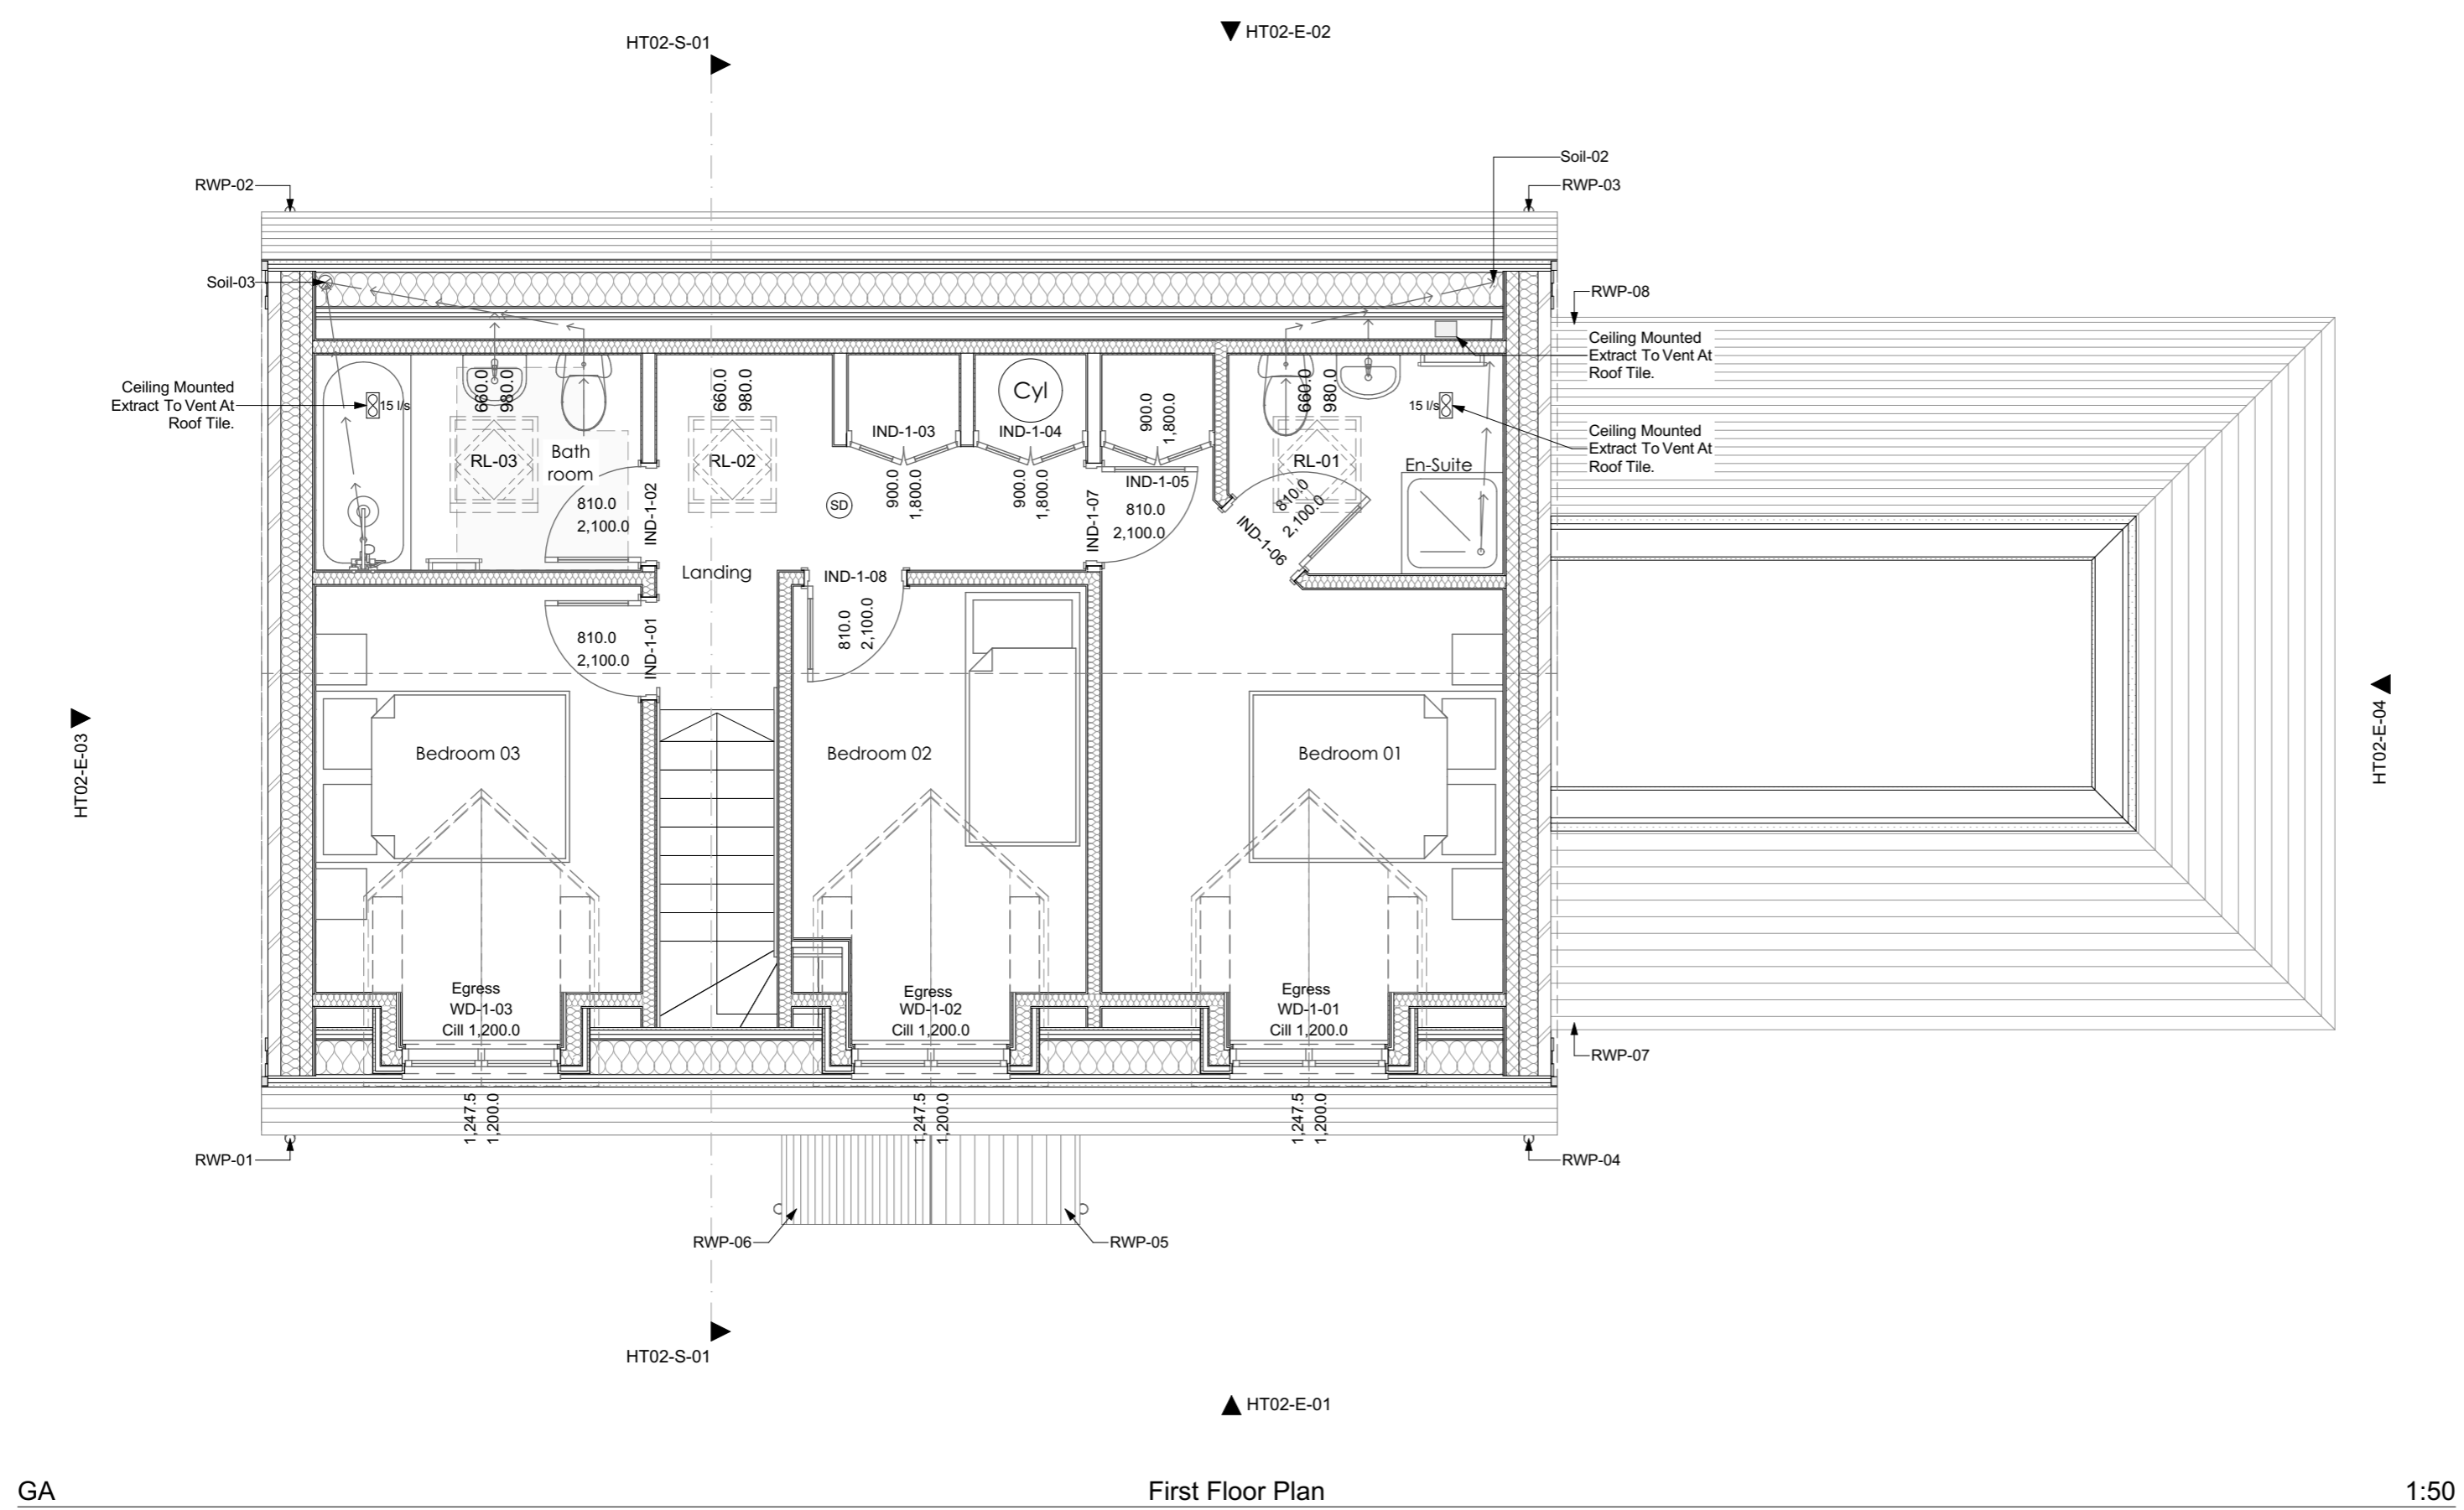 HT02-S-01
HT02-E-02
Soil-02
RWP-02
RWP-03
Soil-03
RWP-08
Ceiling Mounted
Extract To Vent At
Roof Tile.
Ceiling Mounted
Extract To Vent At
Roof Tile.
15 l/s
660.0
980.0
660.0
980.0
Cyl
900.0
1,800.0
660.0
980.0
15 l/s
IND-1-03
IND-1-04
Ceiling Mounted
Extract To Vent At
Roof Tile.
RL-03
Bath
room
RL-02
RL-01
En-Suite
810.0
2,100.0
IND-1-02
SD
900.0
1,800.0
900.0
1,800.0
IND-1-07
IND-1-05
810.0
2,100.0
810.0
2,100.0
IND-1-06
Landing
IND-1-08
810.0
2,100.0
IND-1-01
810.0
2,100.0
HT02-E-03
Bedroom 03
Bedroom 02
Bedroom 01
HT02-E-04
Egress
WD-1-03
Cill 1,200.0
Egress
WD-1-02
Cill 1,200.0
Egress
WD-1-01
Cill 1,200.0
RWP-07
1,247.5
1,200.0
1,247.5
1,200.0
1,247.5
1,200.0
RWP-01
RWP-04
RWP-06
RWP-05
HT02-S-01
HT02-E-01
GA
First Floor Plan
1:50